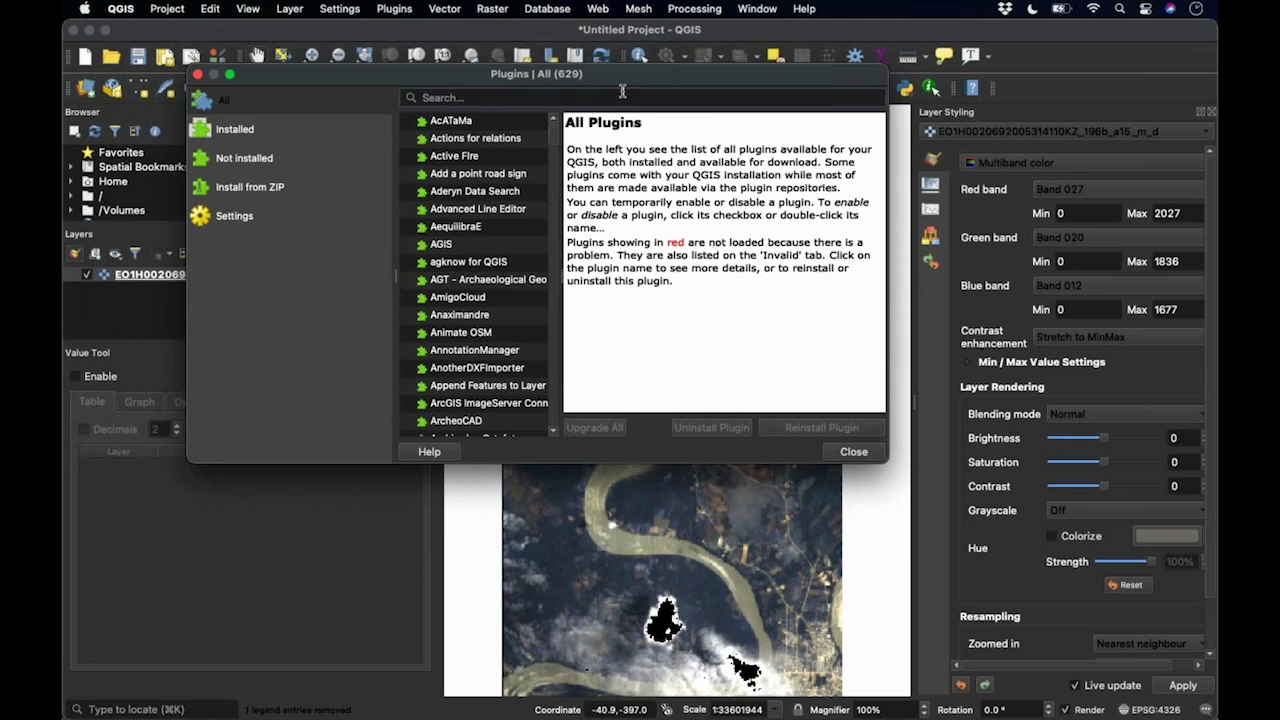 QGIS Project Edit View Layer Settings Plugins Vector Raster Database Web Mesh Processing Window Help
*Untitled Project - QGIS
Plugins | All (629)
All
Installed
Not installed
Install from ZIP
Settings
Search...
AcATaMa
Actions for relations
Active Fire
Add a point road sign
Aderyn Data Search
Advanced Line Editor
AequilibraE
AGIS
agknow for QGIS
AGT - Archaeological Geo
AmigoCloud
Anaximandre
Animate OSM
AnnotationManager
AnotherDXFImporter
Append Features to Layer
ArcGIS ImageServer Conn
ArcheoCAD
All Plugins
On the left you see the list of all plugins available for your
QGIS, both installed and available for download. Some
plugins come with your QGIS installation while most of
them are made available via the plugin repositories.
You can temporarily enable or disable a plugin. To enable
or disable a plugin, click its checkbox or double-click its
name...
Plugins showing in red are not loaded because there is a
problem. They are also listed on the 'Invalid' tab. Click on
the plugin name to see more details, or to reinstall or
uninstall this plugin.
Upgrade All Uninstall Plugin Reinstall Plugin
Help Close
Browser
Favorites
Spatial Bookmark
Home
/
/Volumes
Layers
EO1H002069
Value Tool
Enable
Table Graph Op
Decimals 2
Layer
Layer Styling
EO1H0020692005314110KZ_196b_a15_m_d
Multiband color
Red band Band 027
Min 0 Max 2027
Green band Band 020
Min 0 Max 1836
Blue band Band 012
Min 0 Max 1677
Contrast
enhancement Stretch to MinMax
Min / Max Value Settings
Layer Rendering
Blending mode Normal
Brightness 0
Saturation 0
Contrast 0
Grayscale Off
Hue Colorize
Strength 100%
Reset
Resampling
Zoomed in Nearest neighbour
Live update Apply
Type to locate (⌘K) 1 legend entries removed. Coordinate -40.9,-397.0 Scale 1:33601944 Magnifier 100% Rotation 0.0 ° Render EPSG:4326